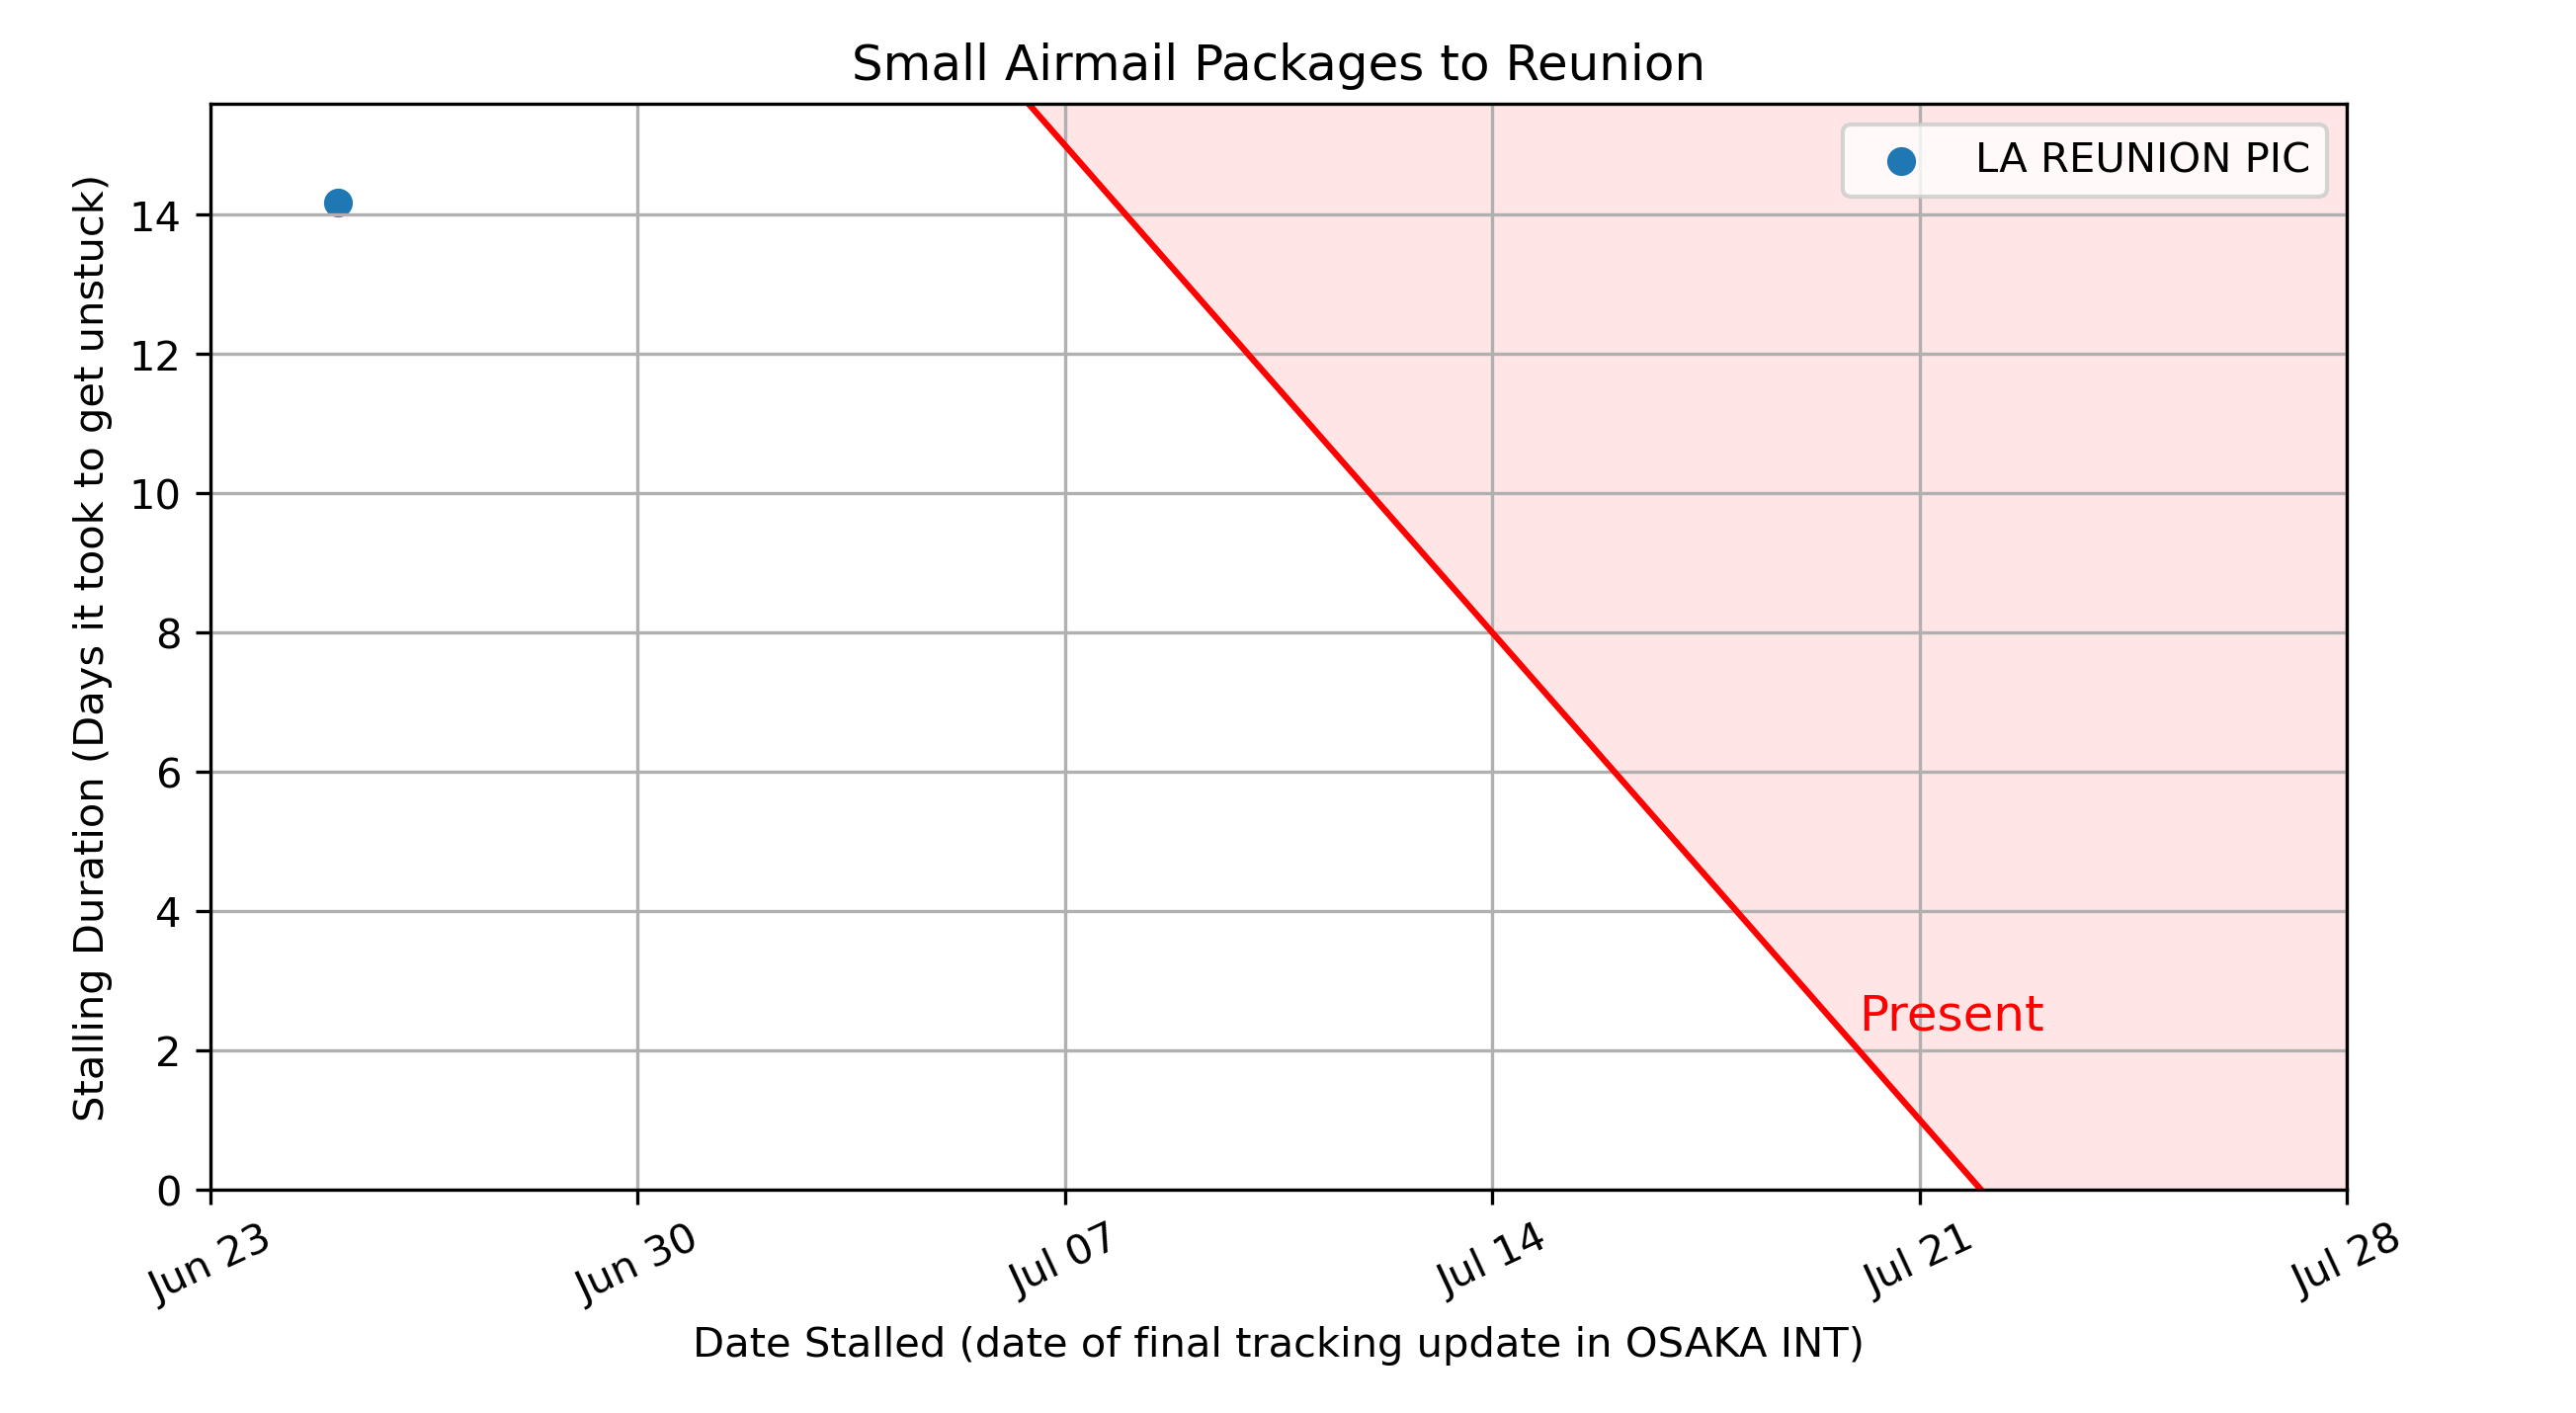 Small Airmail Packages to Reunion
LA REUNION PIC
Stalling Duration (Days it took to get unstuck)
14
12
10
8
6
4
2
0
Present
Jun 23
Jun 30
Jul 07
Jul 14
Jul 21
Jul 28
Date Stalled (date of final tracking update in OSAKA INT)